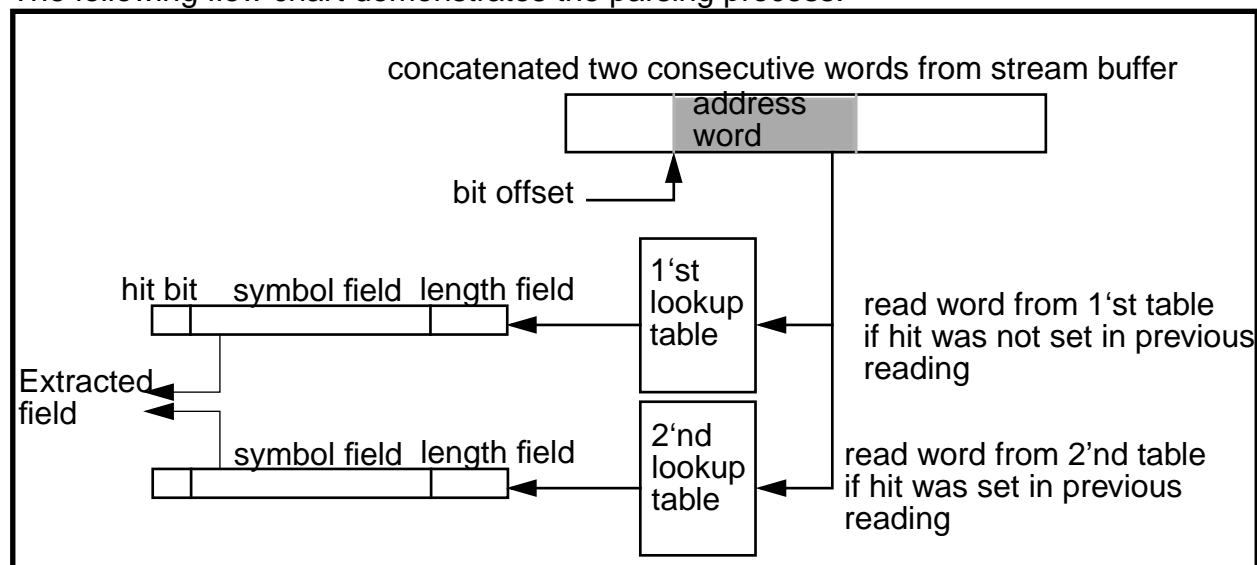 The following flow chart demonstrates the parsing process:
concatenated two consecutive words from stream buffer
address
word
bit offset
1‘st
lookup
table
hit bit
symbol field
length field
read word from 1‘st table
if hit was not set in previous
reading
Extracted
field
2‘nd
lookup
table
symbol field
length field
read word from 2’nd table
if hit was set in previous
reading